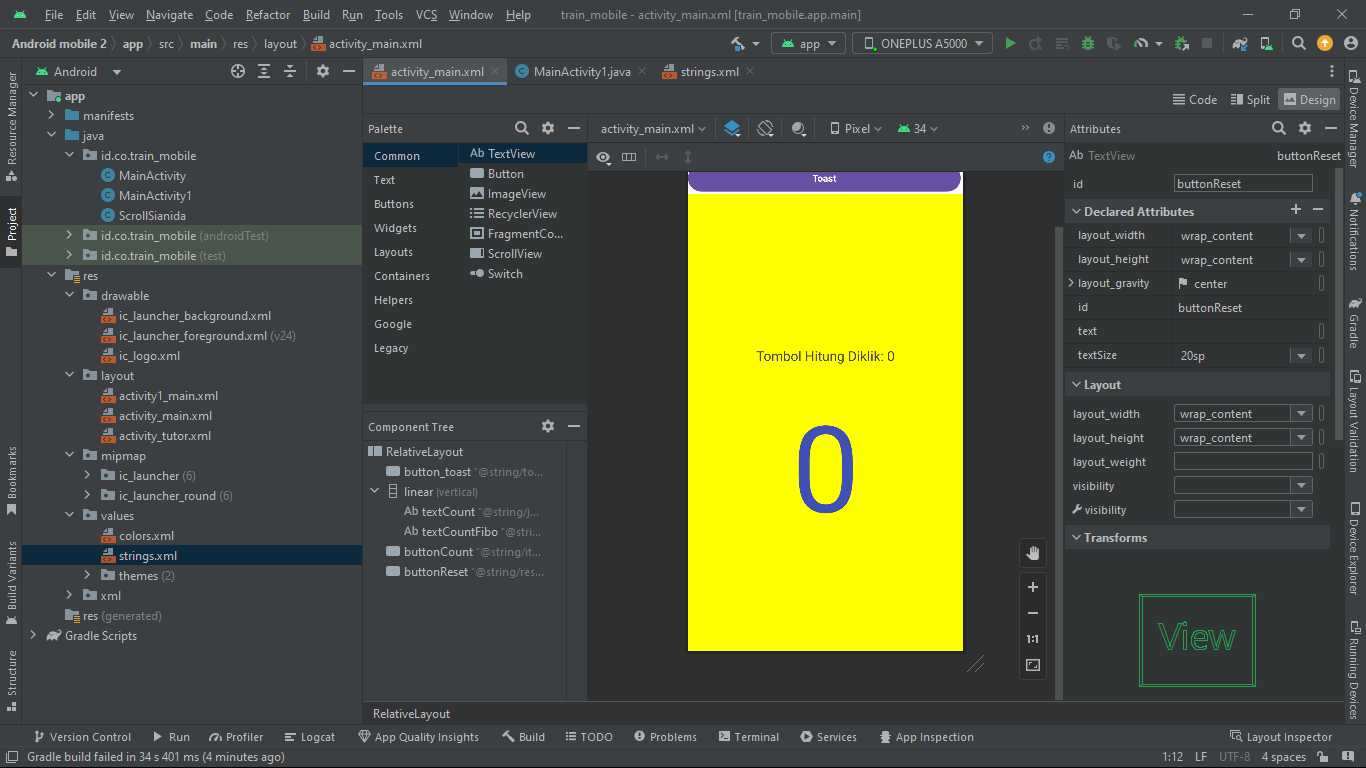 File Edit View Navigate Code Refactor Build Run Tools VCS Window Help train_mobile - activity_main.xml [train_mobile.app.main]
Android mobile 2 app src main res layout activity_main.xml app ONEPLUS A5000
Resource Manager
Project
Bookmarks
Build Variants
Structure
Android
app
manifests
java
id.co.train_mobile
MainActivity
MainActivity1
ScrollSianida
id.co.train_mobile (androidTest)
id.co.train_mobile (test)
res
drawable
ic_launcher_background.xml
ic_launcher_foreground.xml (v24)
ic_logo.xml
layout
activity1_main.xml
activity_main.xml
activity_tutor.xml
mipmap
ic_launcher (6)
ic_launcher_round (6)
values
colors.xml
strings.xml
themes (2)
xml
res (generated)
Gradle Scripts
activity_main.xml MainActivity1.java strings.xml
Code Split Design
Palette
Common
Text
Buttons
Widgets
Layouts
Containers
Helpers
Google
Legacy
Ab TextView
Button
ImageView
RecyclerView
FragmentCo...
ScrollView
Switch
Component Tree
RelativeLayout
button_toast "@string/to...
linear (vertical)
Ab textCount "@string/j...
Ab textCountFibo "@stri...
buttonCount "@string/it...
buttonReset "@string/res...
activity_main.xml Pixel 34
Toast
Tombol Hitung Diklik: 0
0
1:1
RelativeLayout
Attributes
Ab TextView buttonReset
id buttonReset
Declared Attributes
layout_width wrap_content
layout_height wrap_content
layout_gravity center
id buttonReset
text
textSize 20sp
Layout
layout_width wrap_content
layout_height wrap_content
layout_weight
visibility
visibility
Transforms
View
Device Manager
Notifications
Gradle
Layout Validation
Device Explorer
Running Devices
Version Control Run Profiler Logcat App Quality Insights Build TODO Problems Terminal Services App Inspection Layout Inspector
Gradle build failed in 34 s 401 ms (4 minutes ago) 1:12 LF UTF-8 4 spaces